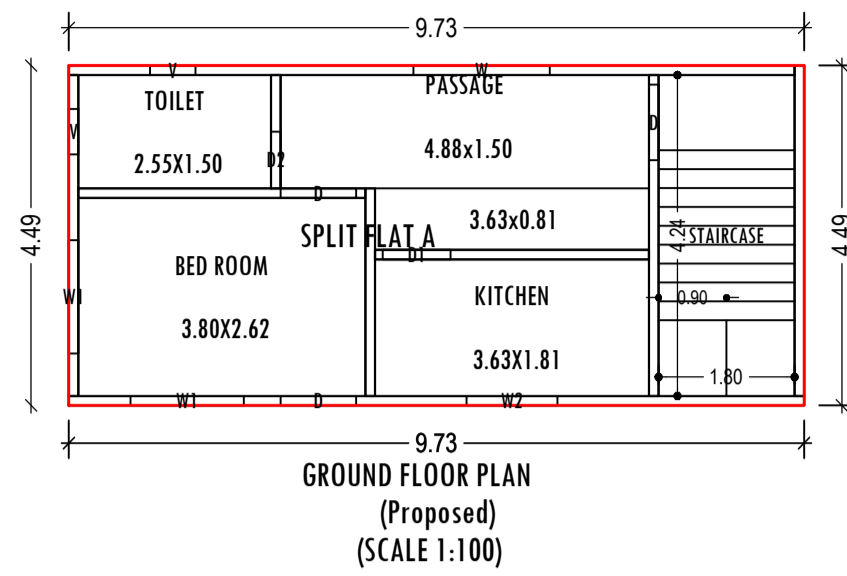 9.73
V
W
TOILET
PASSAGE
V
D
2.55X1.50
D2
4.88x1.50
D
3.63x0.81
4.49
SPLIT FLAT A
4.24
STAIRCASE
4.49
D1
BED ROOM
W1
KITCHEN
0.90
3.80X2.62
3.63X1.81
1.80
W1
D
W2
9.73
GROUND FLOOR PLAN
(Proposed)
(SCALE 1:100)